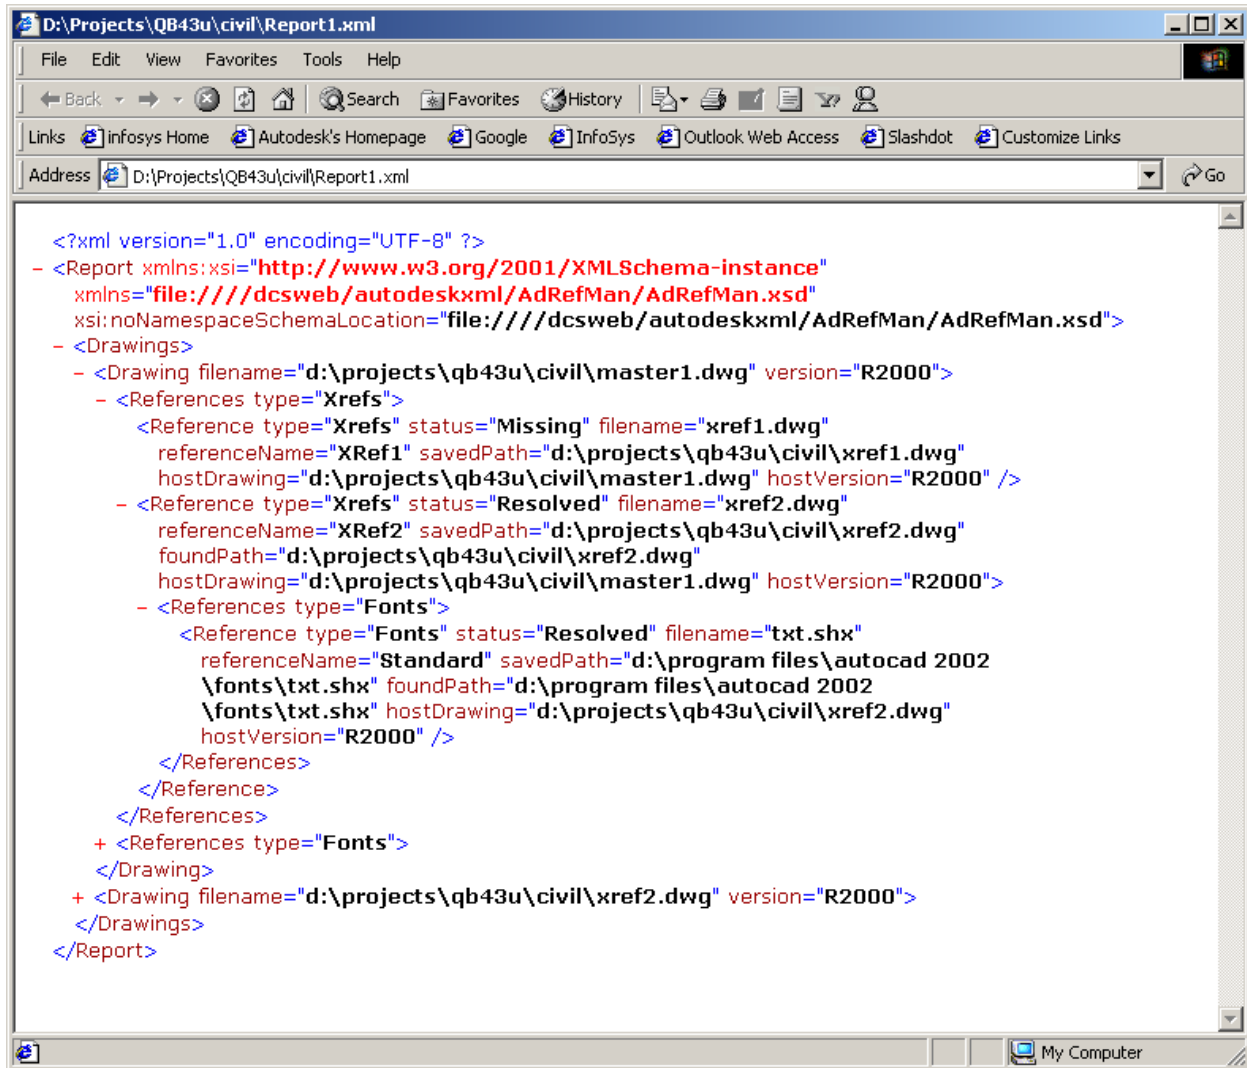 D:\Projects\QB43u\civil\Report1.xml
File Edit View Favorites Tools Help
Back Search Favorites History
Links infosys Home Autodesk's Homepage Google InfoSys Outlook Web Access Slashdot Customize Links
Address D:\Projects\QB43u\civil\Report1.xml Go
<?xml version="1.0" encoding="UTF-8" ?>
- <Report xmlns:xsi="http://www.w3.org/2001/XMLSchema-instance"
xmlns="file:////dcsweb/autodeskxml/AdRefMan/AdRefMan.xsd"
xsi:noNamespaceSchemaLocation="file:////dcsweb/autodeskxml/AdRefMan/AdRefMan.xsd">
- <Drawings>
- <Drawing filename="d:\projects\qb43u\civil\master1.dwg" version="R2000">
- <References type="Xrefs">
<Reference type="Xrefs" status="Missing" filename="xref1.dwg"
referenceName="XRef1" savedPath="d:\projects\qb43u\civil\xref1.dwg"
hostDrawing="d:\projects\qb43u\civil\master1.dwg" hostVersion="R2000" />
- <Reference type="Xrefs" status="Resolved" filename="xref2.dwg"
referenceName="XRef2" savedPath="d:\projects\qb43u\civil\xref2.dwg"
foundPath="d:\projects\qb43u\civil\xref2.dwg"
hostDrawing="d:\projects\qb43u\civil\master1.dwg" hostVersion="R2000">
- <References type="Fonts">
<Reference type="Fonts" status="Resolved" filename="txt.shx"
referenceName="Standard" savedPath="d:\program files\autocad 2002
\fonts\txt.shx" foundPath="d:\program files\autocad 2002
\fonts\txt.shx" hostDrawing="d:\projects\qb43u\civil\xref2.dwg"
hostVersion="R2000" />
</References>
</Reference>
</References>
+ <References type="Fonts">
</Drawing>
+ <Drawing filename="d:\projects\qb43u\civil\xref2.dwg" version="R2000">
</Drawings>
</Report>
My Computer